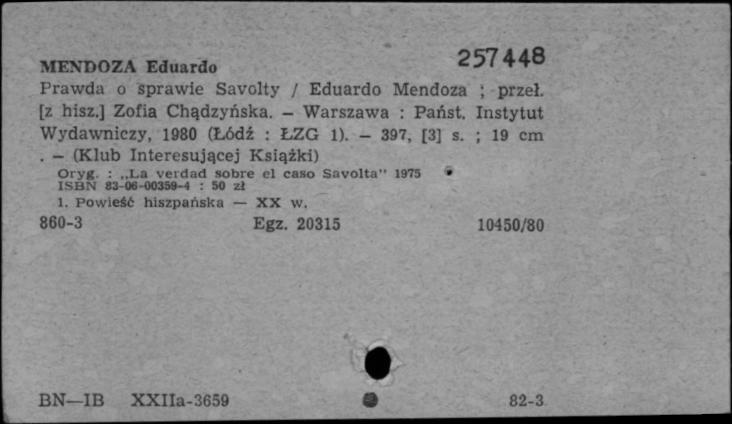 257448
MENDOZA Eduardo
Prawda o sprawie Savolty / Eduardo Mendoza ; przeł.
[z hisz.] Zofia Chądzyńska. — Warszawa : Państ. Instytut
Wydawniczy, 1980 (Łódź : ŁZG 1). — 397, [3] s. ; 19 cm
. — (Klub Interesującej Książki)
Oryg. : „La verdad sobre el caso Savolta” 1975
ISBN 83-06-00359-4 : 50 zł
1. Powieść hiszpańska — XX w.
860-3 Egz. 20315 10450/80
BN—IB XXIIa-3659 82-3